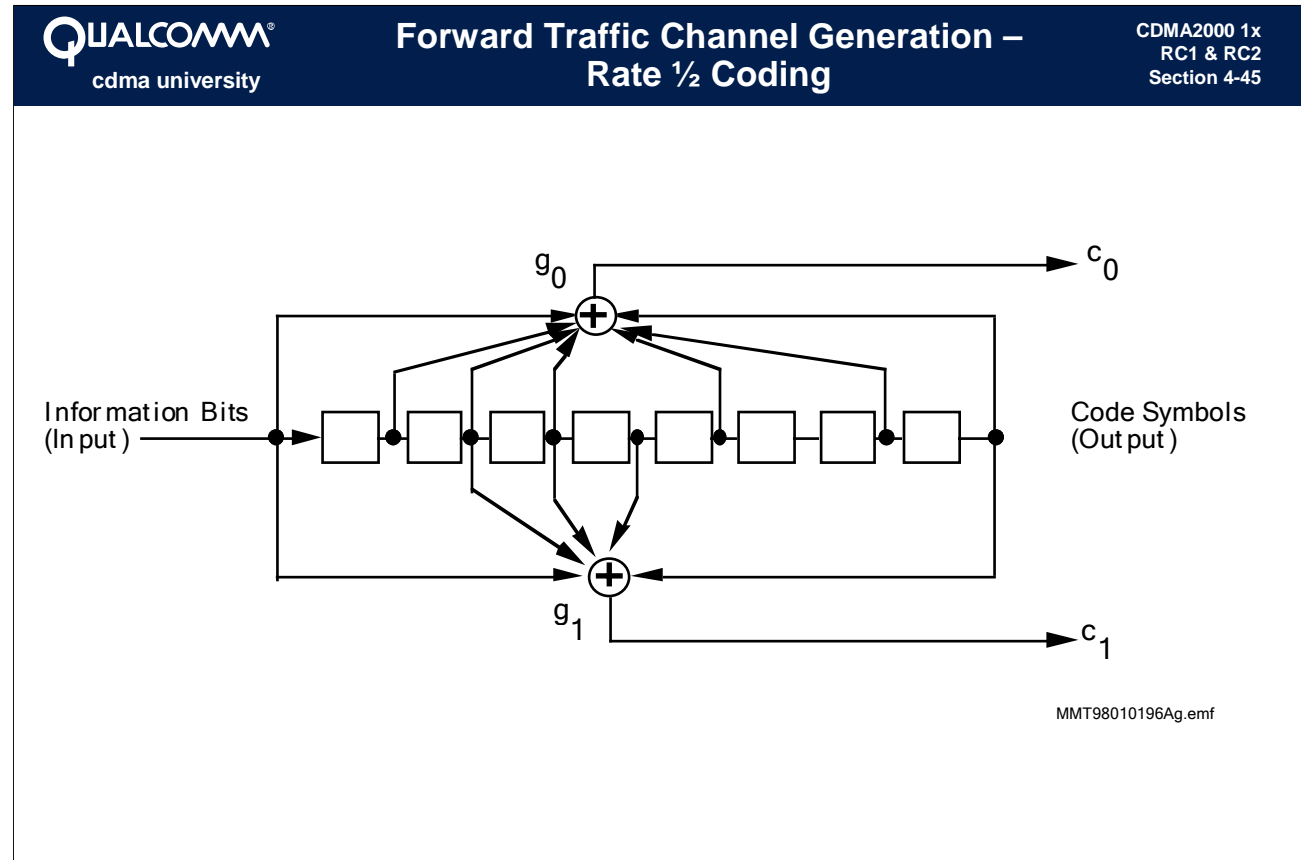 QUALCOMM®
cdma university
Forward Traffic Channel Generation –
Rate ½ Coding
CDMA2000 1x
RC1 & RC2
Section 4-45
g0
c0
+
Information Bits
(Input)
Code Symbols
(Output)
+
g1
c1
MMT98010196Ag.emf